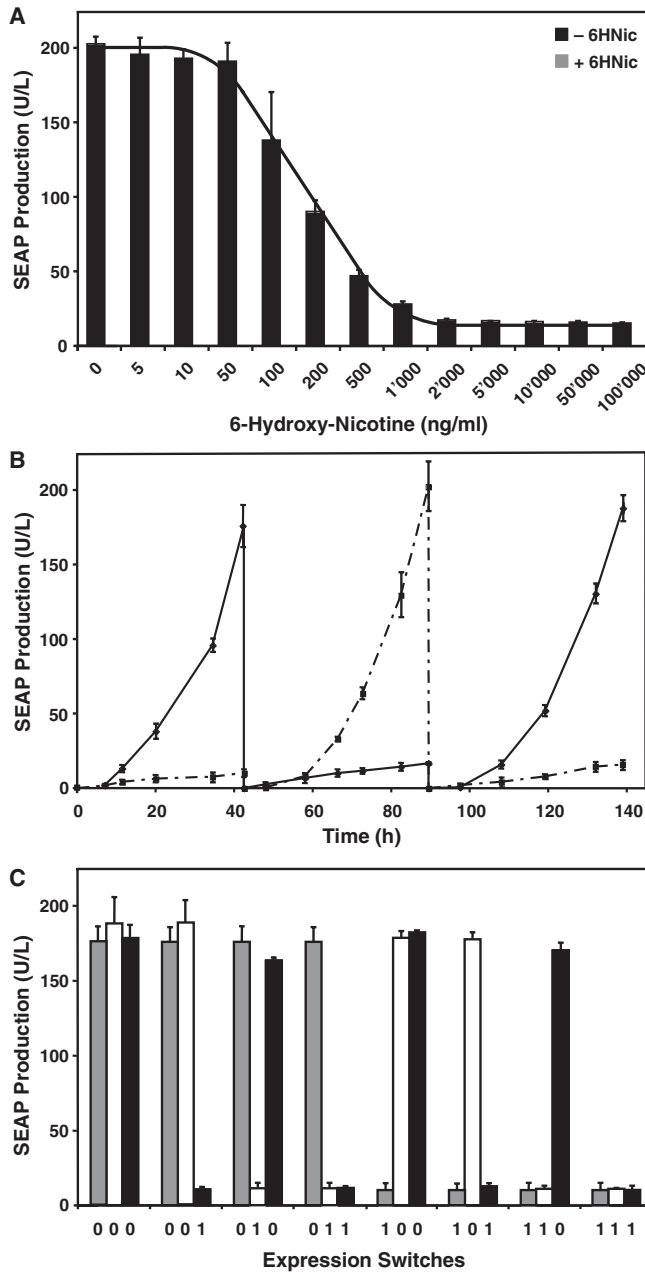 A
– 6HNic
+ 6HNic
SEAP Production (U/L)
200
150
100
50
0
0 5 10 50 100 200 500 1'000 2'000 5'000 10'000 50'000 100'000
6-Hydroxy-Nicotine (ng/ml)
B
SEAP Production (U/L)
200
150
100
50
0
0 20 40 60 80 100 120 140
Time (h)
C
SEAP Production (U/L)
200
150
100
50
0
0 0 0 0 0 1 0 1 0 0 1 1 1 0 0 1 0 1 1 1 0 1 1 1
Expression Switches